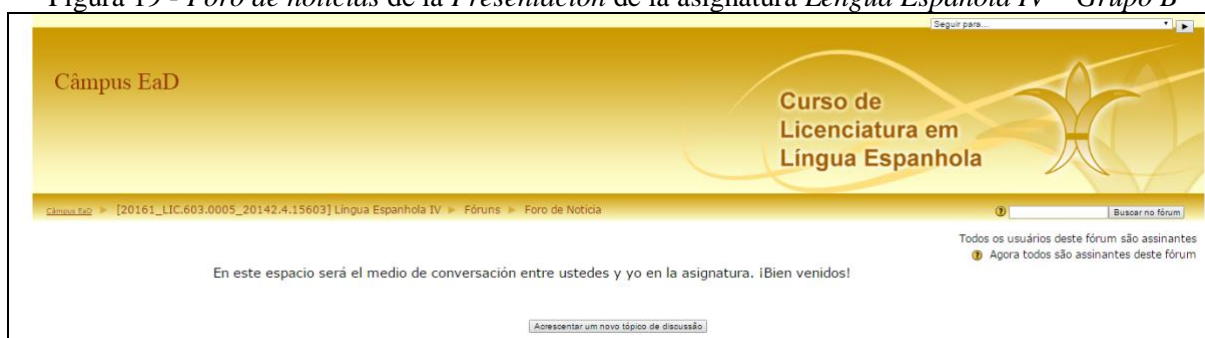 Figura 19 - Foro de noticias de la Presentación de la asignatura Lengua Española IV – Grupo B
Seguir para...
Câmpus EaD
Curso de
Licenciatura em
Língua Espanhola
Câmpus EaD ► [20161_LIC.603.0005_20142.4.15603] Língua Espanhola IV ► Fóruns ► Foro de Noticia
Buscar no fórum
Todos os usuários deste fórum são assinantes
Agora todos são assinantes deste fórum
En este espacio será el medio de conversación entre ustedes y yo en la asignatura. ¡Bien venidos!
Acrescentar um novo tópico de discussão